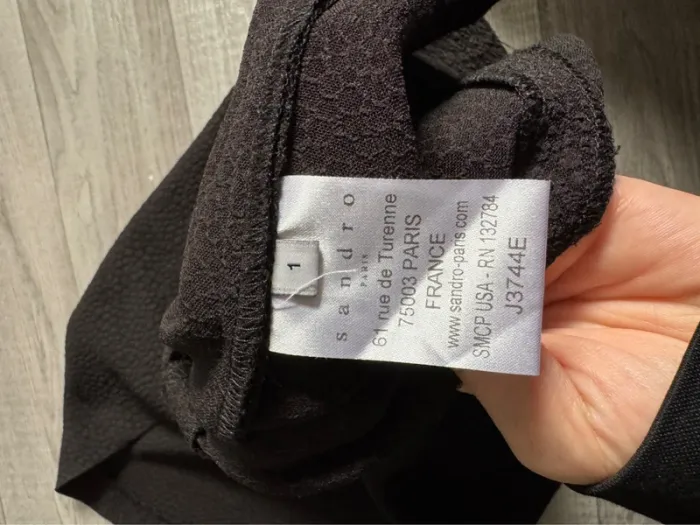 1
sandro
PARIS
61 rue de Turenne
75003 PARIS
FRANCE
www.sandro-paris.com
SMCP USA - RN 132784
J3744E